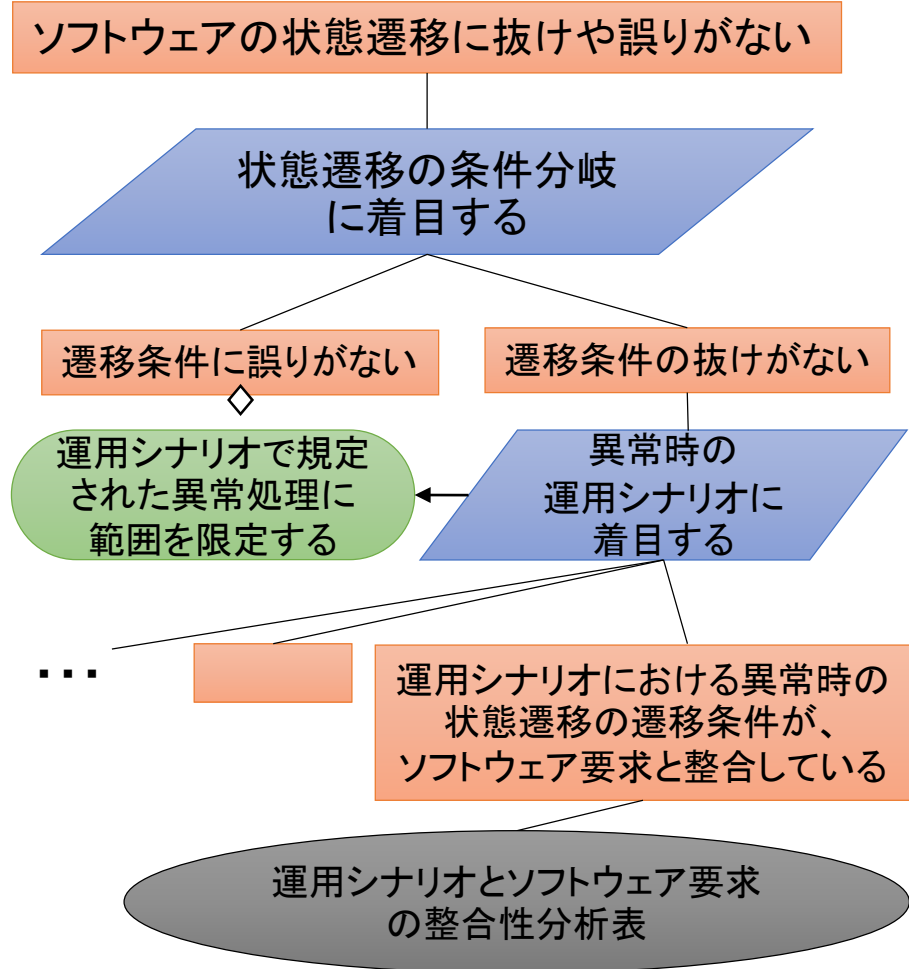 ソフトウェアの状態遷移に抜けや誤りがない
状態遷移の条件分岐
に着目する
遷移条件に誤りがない
遷移条件の抜けがない
運用シナリオで規定
された異常処理に
範囲を限定する
異常時の
運用シナリオに
着目する
・・・
運用シナリオにおける異常時の
状態遷移の遷移条件が、
ソフトウェア要求と整合している
運用シナリオとソフトウェア要求
の整合性分析表